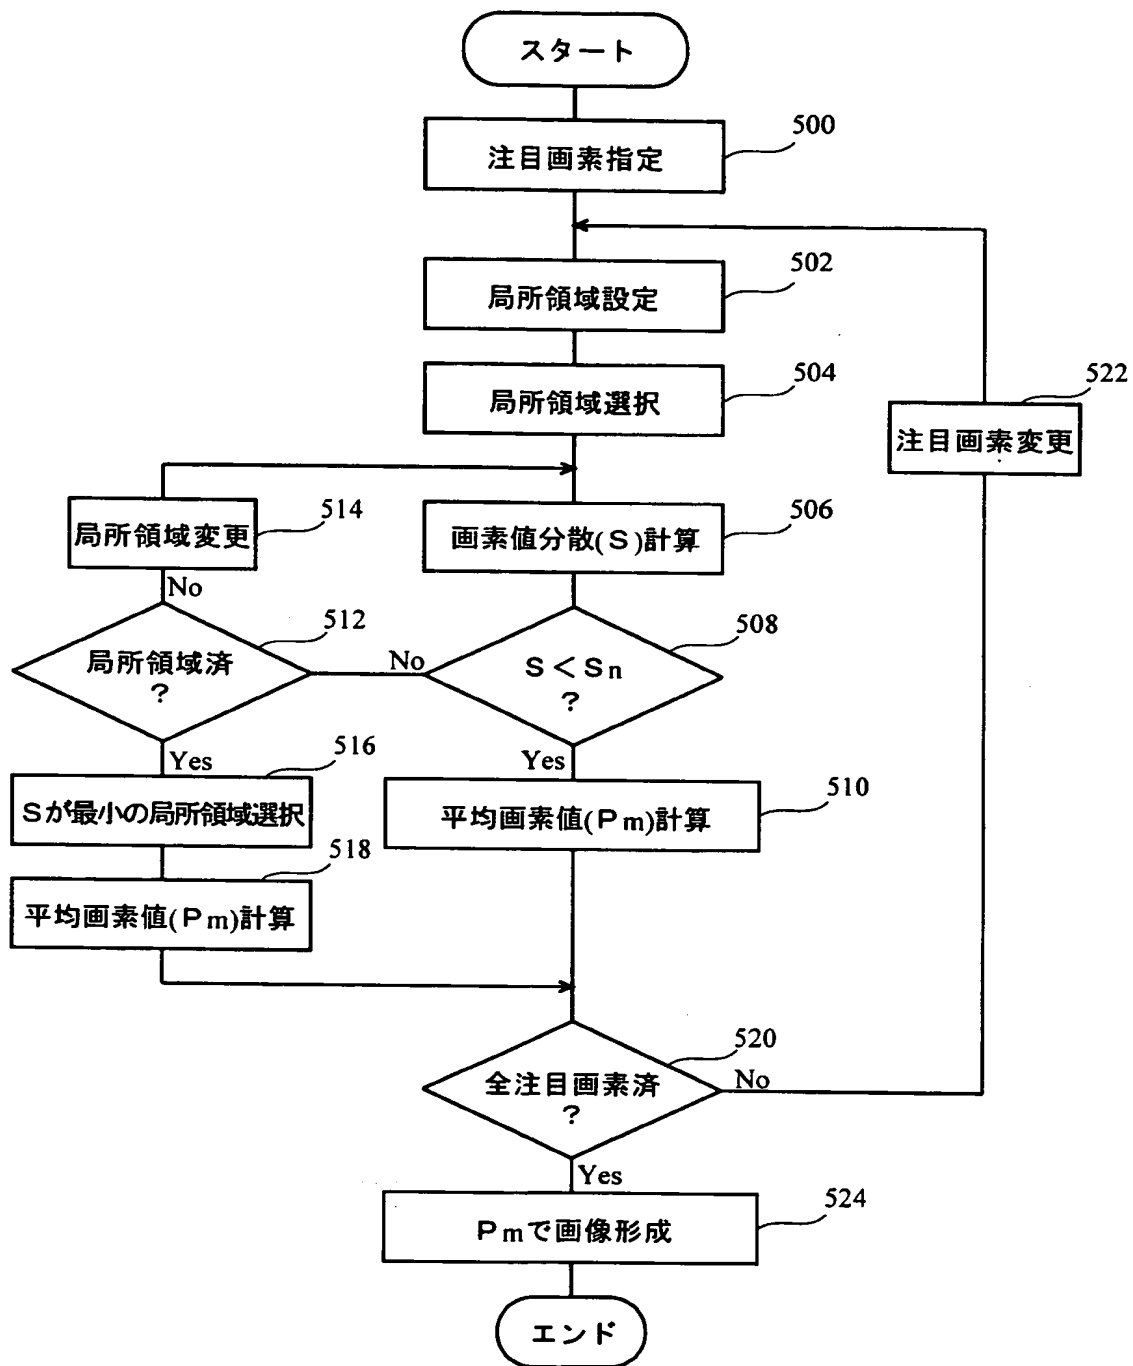 スタート
500
注目画素指定
502
局所領域設定
504
局所領域選択
522
注目画素変更
514
局所領域変更
506
画素値分散(S)計算
No
512
局所領域済
?
No
508
S<Sn
?
Yes
516
Sが最小の局所領域選択
Yes
510
平均画素値(Pm)計算
518
平均画素値(Pm)計算
520
全注目画素済
?
No
Yes
524
Pmで画像形成
エンド